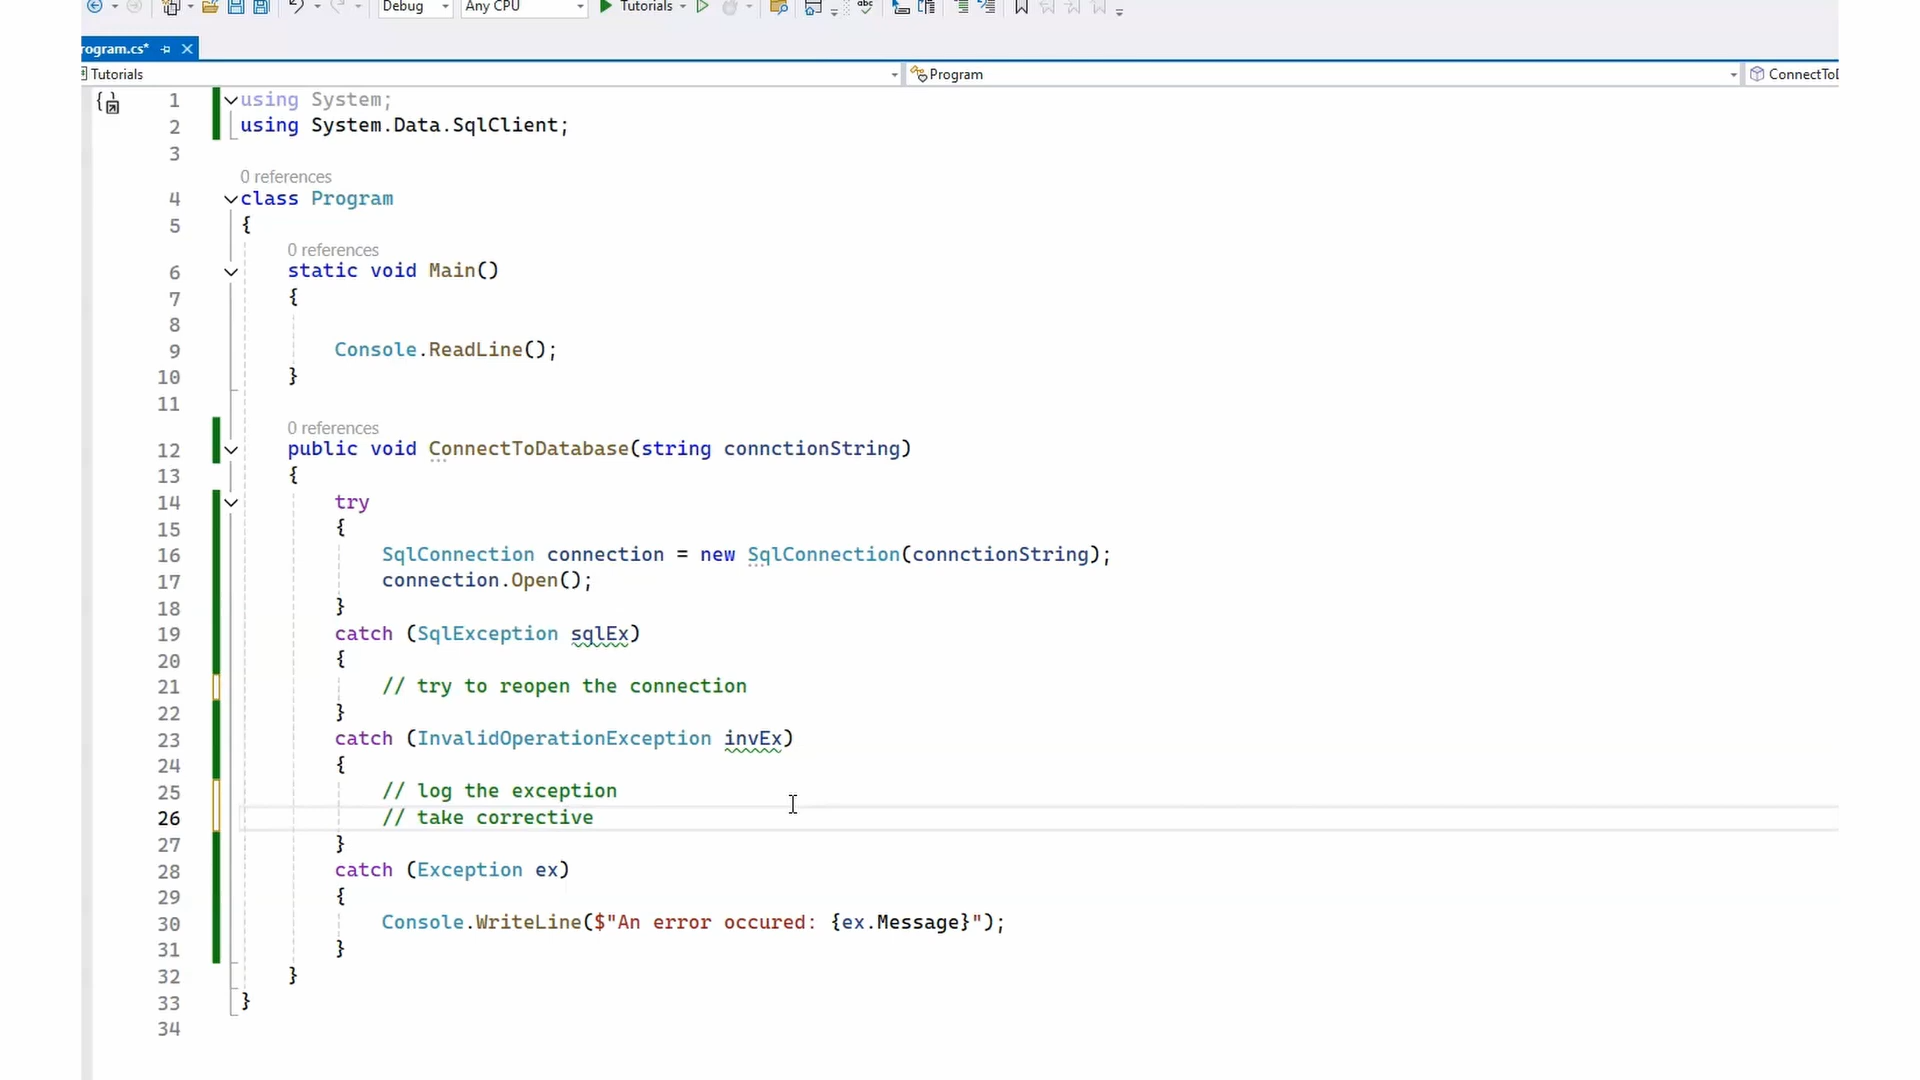 Debug Any CPU Tutorials
rogram.cs*
Tutorials Program ConnectToD
1 using System;
2 using System.Data.SqlClient;
3
0 references
4 class Program
5 {
0 references
6 static void Main()
7 {
8
9 Console.ReadLine();
10 }
11
0 references
12 public void ConnectToDatabase(string connctionString)
13 {
14 try
15 {
16 SqlConnection connection = new SqlConnection(connctionString);
17 connection.Open();
18 }
19 catch (SqlException sqlEx)
20 {
21 // try to reopen the connection
22 }
23 catch (InvalidOperationException invEx)
24 {
25 // log the exception
26 // take corrective
27 }
28 catch (Exception ex)
29 {
30 Console.WriteLine($"An error occured: {ex.Message}");
31 }
32 }
33 }
34